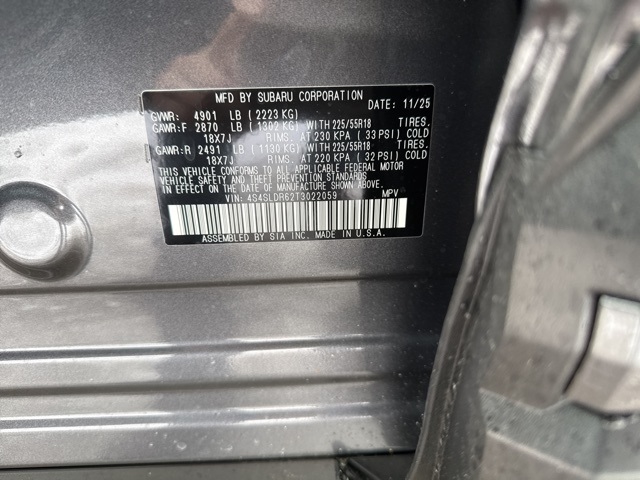 MFD BY SUBARU CORPORATION
DATE: 11/25
GVWR: 4901 LB (2223 KG)
GAWR:F 2870 LB (1302 KG) WITH 225/55R18 TIRES.
18X7J RIMS. AT 230 KPA (33 PSI) COLD
GAWR:R 2491 LB (1130 KG) WITH 225/55R18 TIRES.
18X7J RIMS. AT 220 KPA (32 PSI) COLD
THIS VEHICLE CONFORMS TO ALL APPLICABLE FEDERAL MOTOR
VEHICLE SAFETY AND THEFT PREVENTION STANDARDS
IN EFFECT ON THE DATE OF MANUFACTURE SHOWN ABOVE.
VIN: 4S4SLDR62T3022059 MPV
ASSEMBLED BY SIA INC. MADE IN U.S.A.